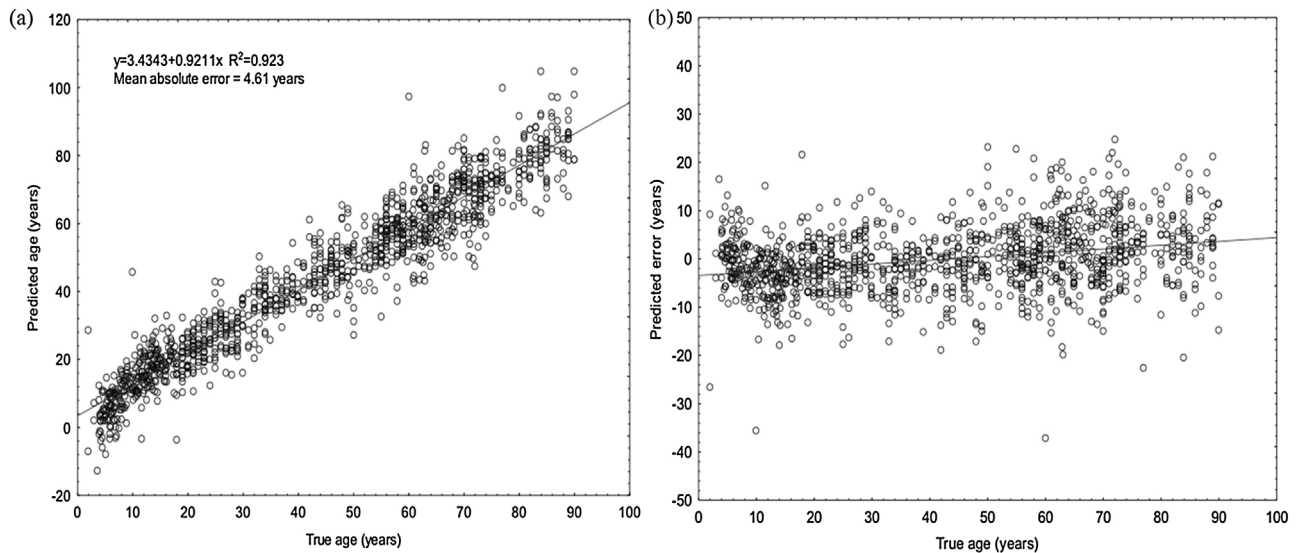 (a)
120
100
80
60
40
20
0
-20
Predicted age (years)
y=3.4343+0.9211x R²=0.923
Mean absolute error = 4.61 years
0 10 20 30 40 50 60 70 80 90 100
True age (years)
(b)
50
40
30
20
10
0
-10
-20
-30
-40
-50
Predicted error (years)
0 10 20 30 40 50 60 70 80 90 100
True age (years)